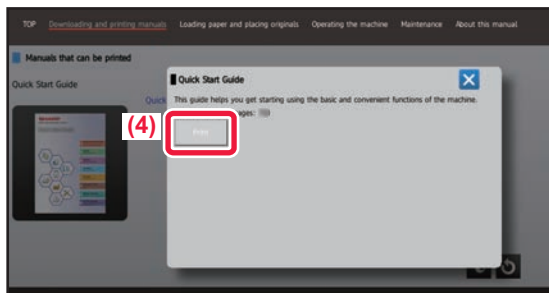 TOP Downloading and printing manuals Loading paper and placing originals Operating the machine Maintenance About this manual
Manuals that can be printed
Quick Start Guide
Quick
Quick Start Guide
This guide helps you get starting using the basic and convenient functions of the machine.
ages:
(4)
Print